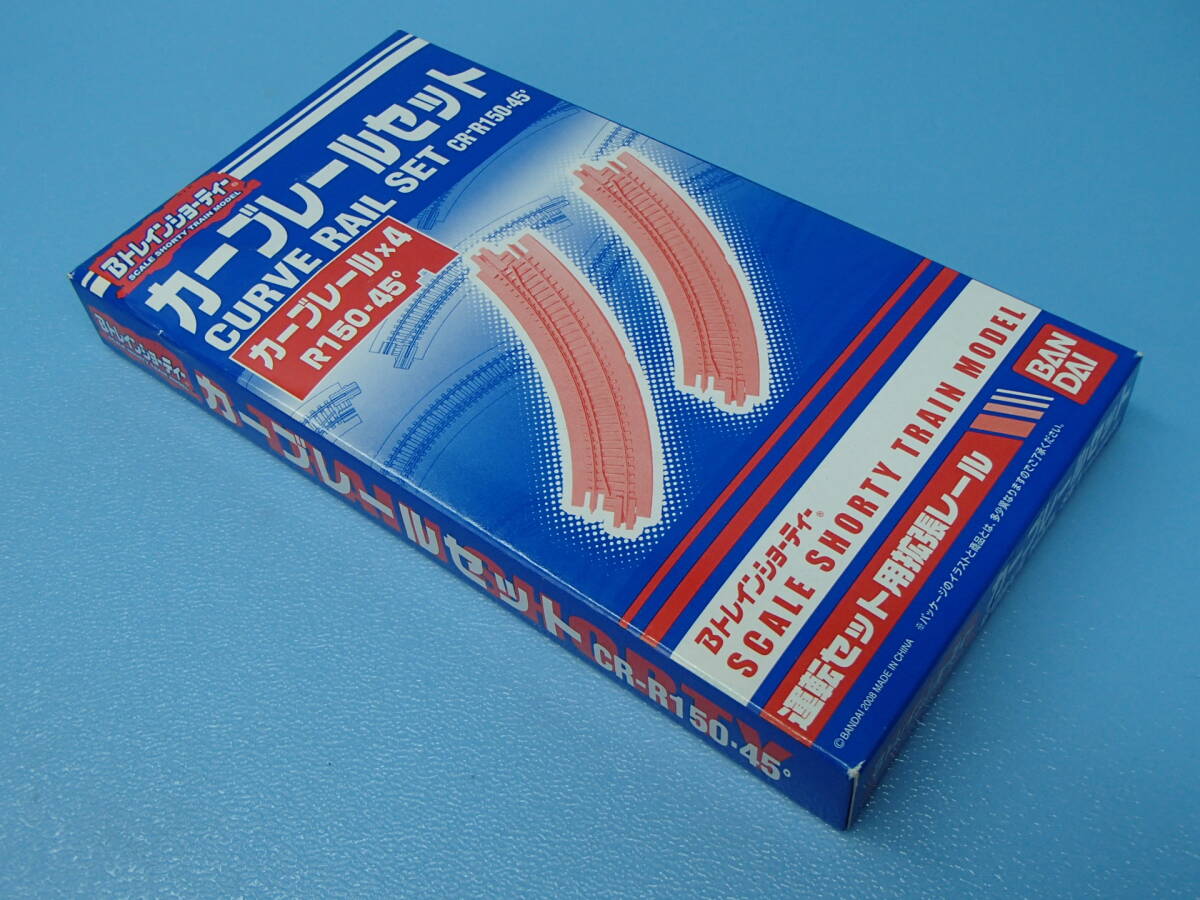 Bトレインショーティー®
SCALE SHORTY TRAIN MODEL
カーブレールセット
CURVE RAIL SET CR-R150・45°
カーブレール×4
R150・45°
BAN
DAI
Bトレインショーティー®
SCALE SHORTY TRAIN MODEL
運転セット用拡張レール
※パッケージのイラストと商品とは、多少異なりますのでご了承ください。
©BANDAI 2008 MADE IN CHINA
Bトレインショーティー
カーブレールセット CR-R150・45°